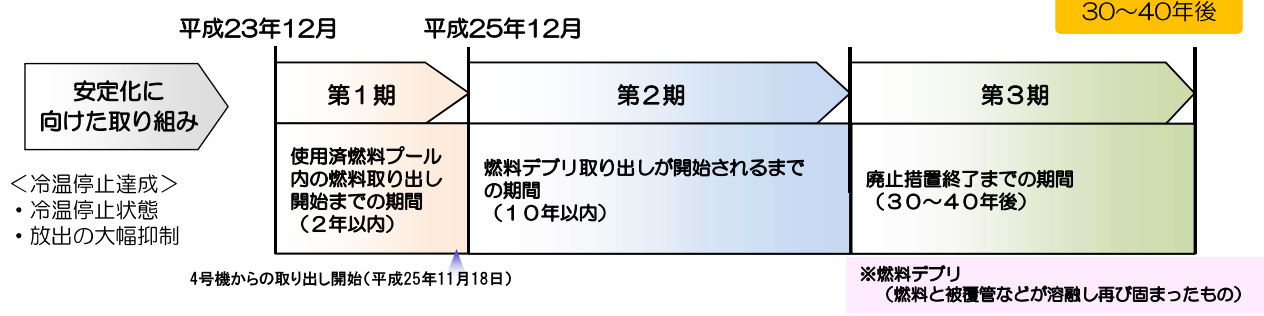 30～40年後
平成23年12月
平成25年12月
安定化に
向けた取り組み
第１期
第２期
第３期
＜冷温停止達成＞
・冷温停止状態
・放出の大幅抑制
使用済燃料プール
内の燃料取り出し
開始までの期間
（２年以内）
燃料デブリ取り出しが開始されるまで
の期間
（１０年以内）
廃止措置終了までの期間
（３０～４０年後）
4号機からの取り出し開始（平成25年11月18日）
※燃料デブリ
（燃料と被覆管などが溶融し再び固まったもの）